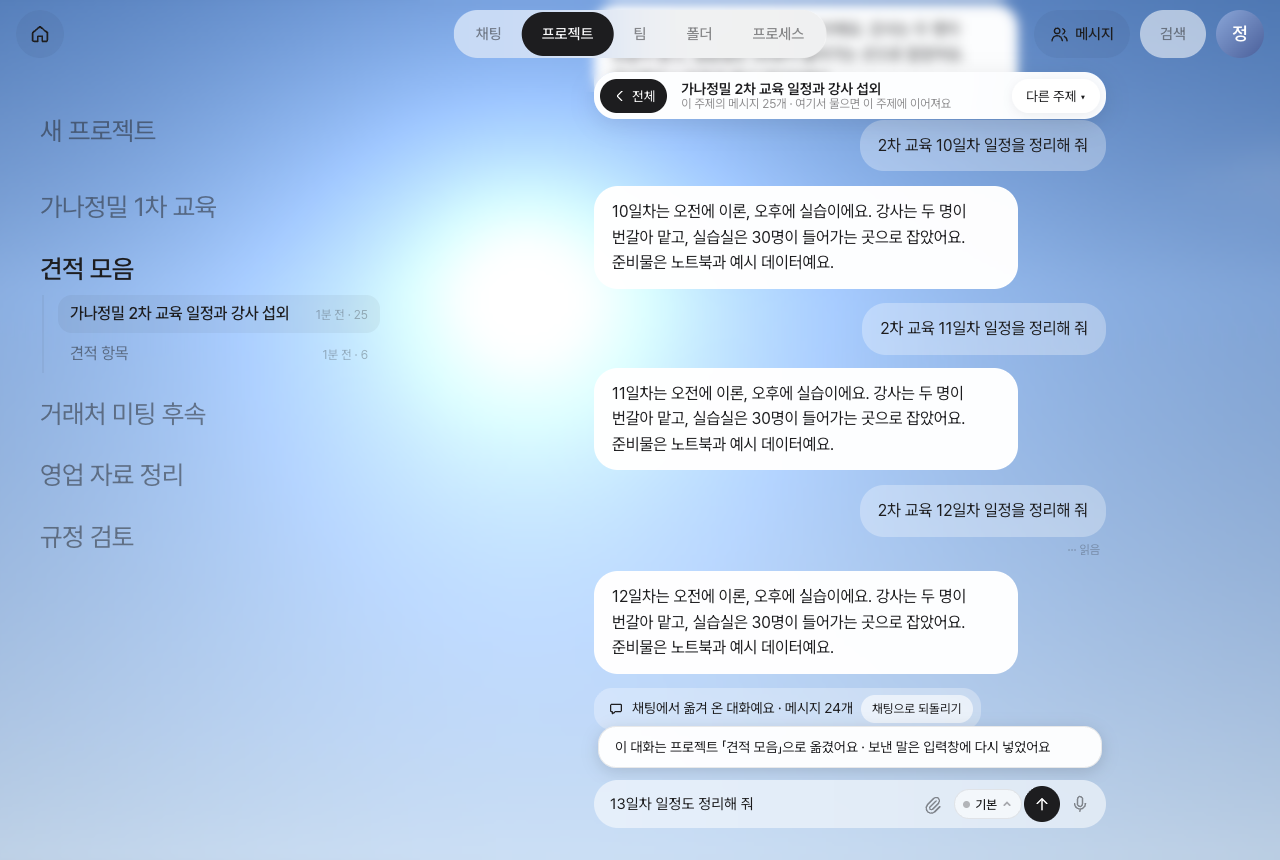 채팅
프로젝트
팀
폴더
프로세스
메시지
검색
정
새 프로젝트
가나정밀 1차 교육
견적 모음
가나정밀 2차 교육 일정과 강사 섭외
1분 전 · 25
견적 항목
1분 전 · 6
거래처 미팅 후속
영업 자료 정리
규정 검토
전체
가나정밀 2차 교육 일정과 강사 섭외
이 주제의 메시지 25개 · 여기서 물으면 이 주제에 이어져요
다른 주제
2차 교육 10일차 일정을 정리해 줘
10일차는 오전에 이론, 오후에 실습이에요. 강사는 두 명이
번갈아 맡고, 실습실은 30명이 들어가는 곳으로 잡았어요.
준비물은 노트북과 예시 데이터예요.
2차 교육 11일차 일정을 정리해 줘
11일차는 오전에 이론, 오후에 실습이에요. 강사는 두 명이
번갈아 맡고, 실습실은 30명이 들어가는 곳으로 잡았어요.
준비물은 노트북과 예시 데이터예요.
2차 교육 12일차 일정을 정리해 줘
··· 읽음
12일차는 오전에 이론, 오후에 실습이에요. 강사는 두 명이
번갈아 맡고, 실습실은 30명이 들어가는 곳으로 잡았어요.
준비물은 노트북과 예시 데이터예요.
채팅에서 옮겨 온 대화예요 · 메시지 24개
채팅으로 되돌리기
이 대화는 프로젝트 「견적 모음」으로 옮겼어요 · 보낸 말은 입력창에 다시 넣었어요
13일차 일정도 정리해 줘
기본